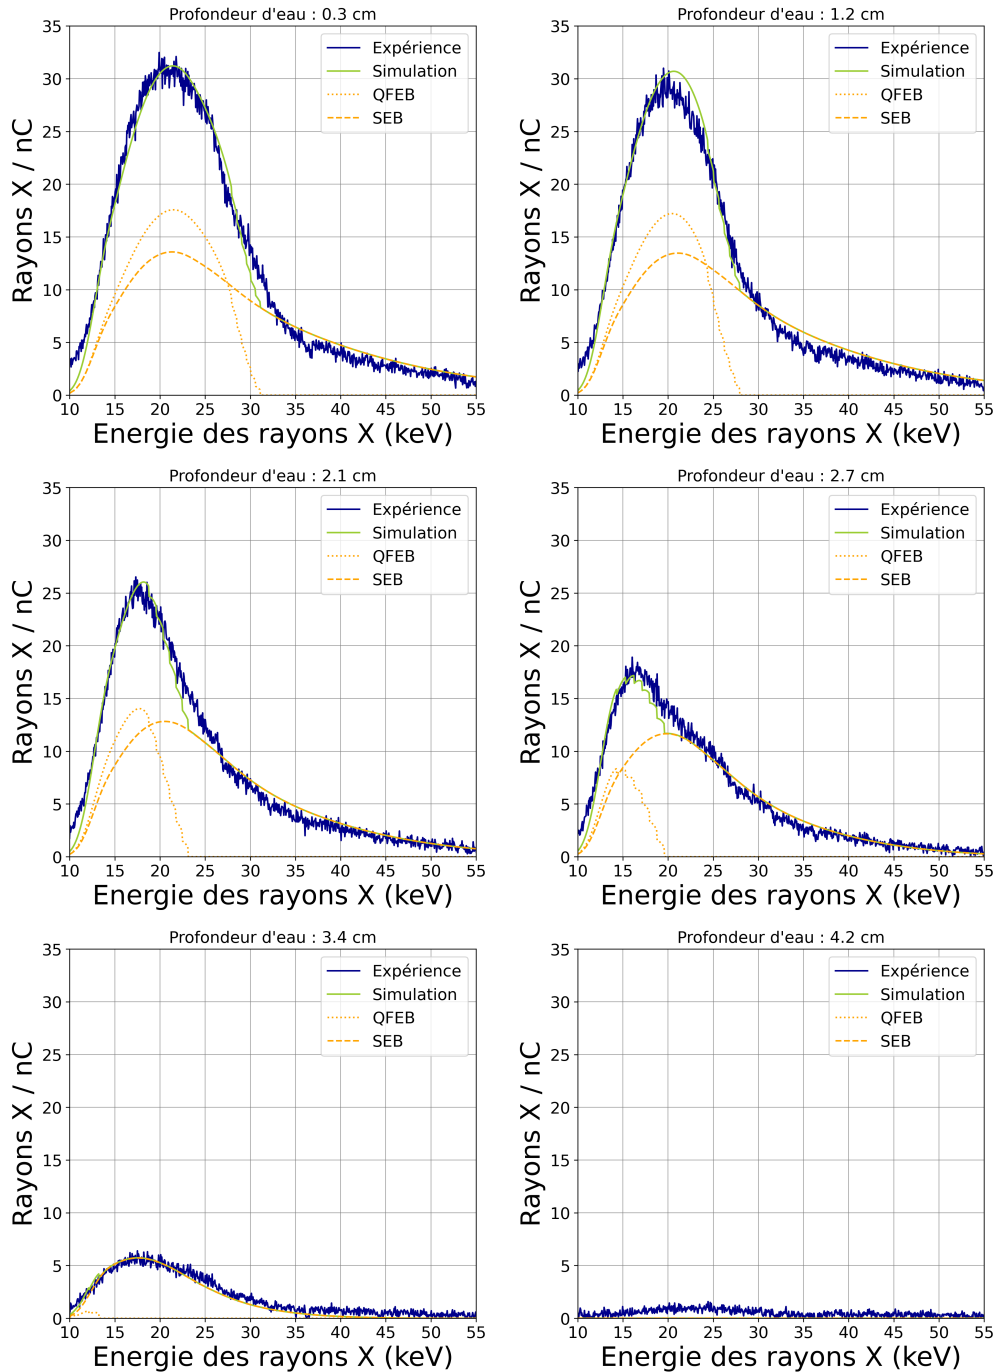 Profondeur d'eau : 0.3 cm
35
30
25
20
15
10
5
0
Rayons X / nC
Expérience
Simulation
QFEB
SEB
10 15 20 25 30 35 40 45 50 55
Energie des rayons X (keV)
Profondeur d'eau : 1.2 cm
35
30
25
20
15
10
5
0
Rayons X / nC
Expérience
Simulation
QFEB
SEB
10 15 20 25 30 35 40 45 50 55
Energie des rayons X (keV)
Profondeur d'eau : 2.1 cm
35
30
25
20
15
10
5
0
Rayons X / nC
Expérience
Simulation
QFEB
SEB
10 15 20 25 30 35 40 45 50 55
Energie des rayons X (keV)
Profondeur d'eau : 2.7 cm
35
30
25
20
15
10
5
0
Rayons X / nC
Expérience
Simulation
QFEB
SEB
10 15 20 25 30 35 40 45 50 55
Energie des rayons X (keV)
Profondeur d'eau : 3.4 cm
35
30
25
20
15
10
5
0
Rayons X / nC
Expérience
Simulation
QFEB
SEB
10 15 20 25 30 35 40 45 50 55
Energie des rayons X (keV)
Profondeur d'eau : 4.2 cm
35
30
25
20
15
10
5
0
Rayons X / nC
Expérience
Simulation
QFEB
SEB
10 15 20 25 30 35 40 45 50 55
Energie des rayons X (keV)